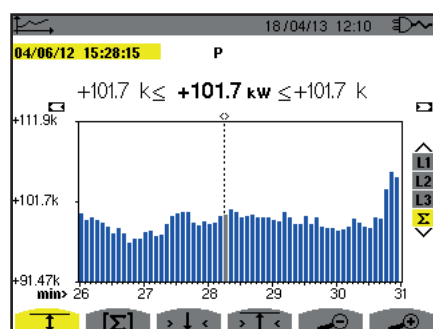 18/04/13 12:10
04/06/12 15:28:15 P
+101.7 k≤ +101.7 kW ≤+101.7 k
+111.9k
L1
L2
+101.7k
L3
Σ
+91.47k
min> 26 27 28 29 30 31
[Σ] >↓< >↑<